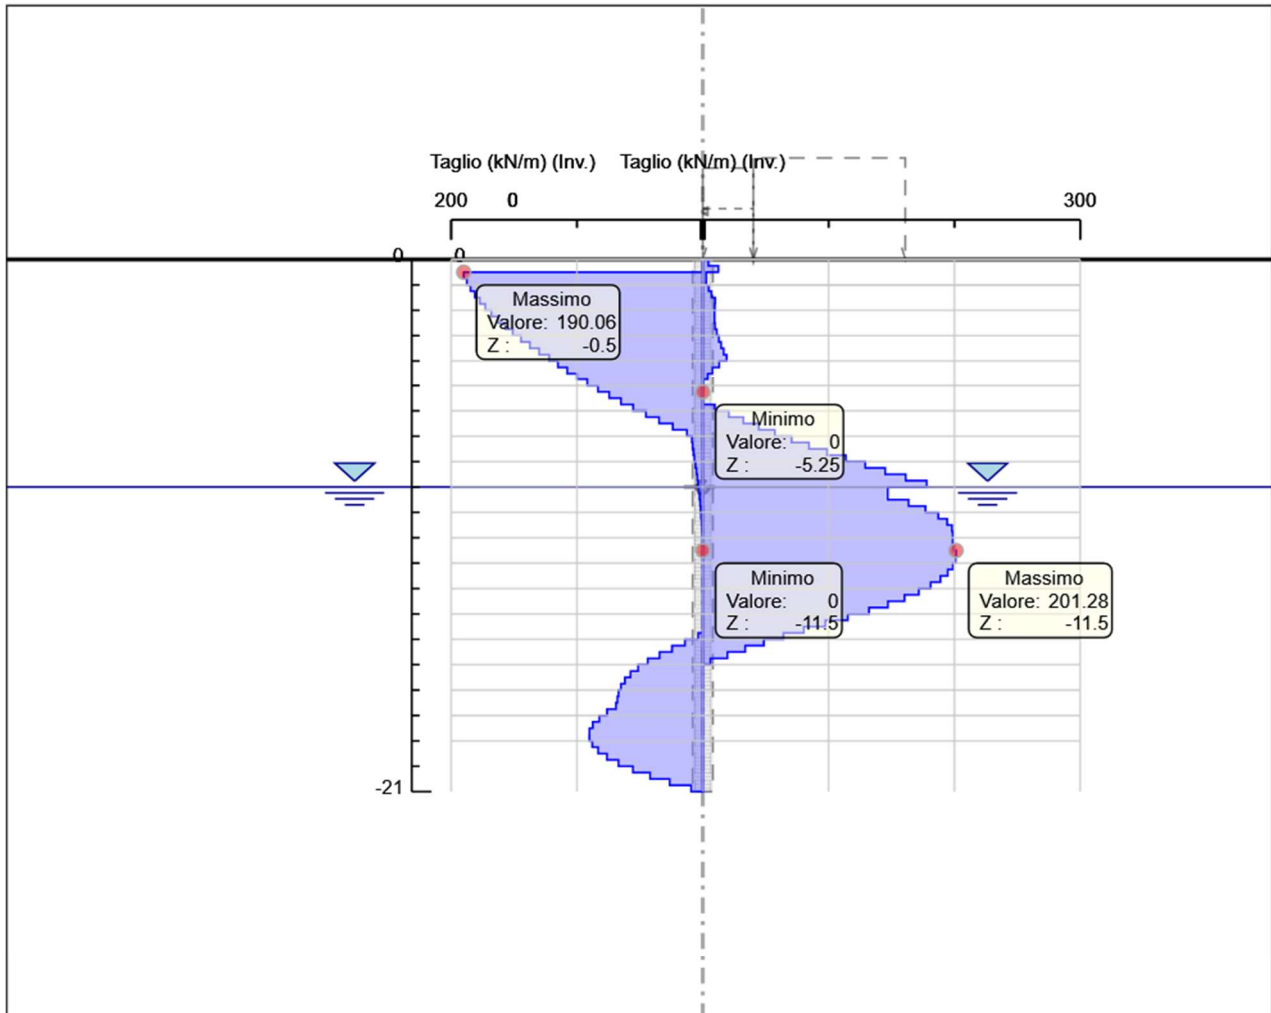 Taglio (kN/m) (Inv.) Taglio (kN/m) (Inv.)
200 0 300
0 0
Massimo
Valore: 190.06
Z : -0.5
Minimo
Valore: 0
Z : -5.25
Minimo
Valore: 0
Z : -11.5
Massimo
Valore: 201.28
Z : -11.5
-21